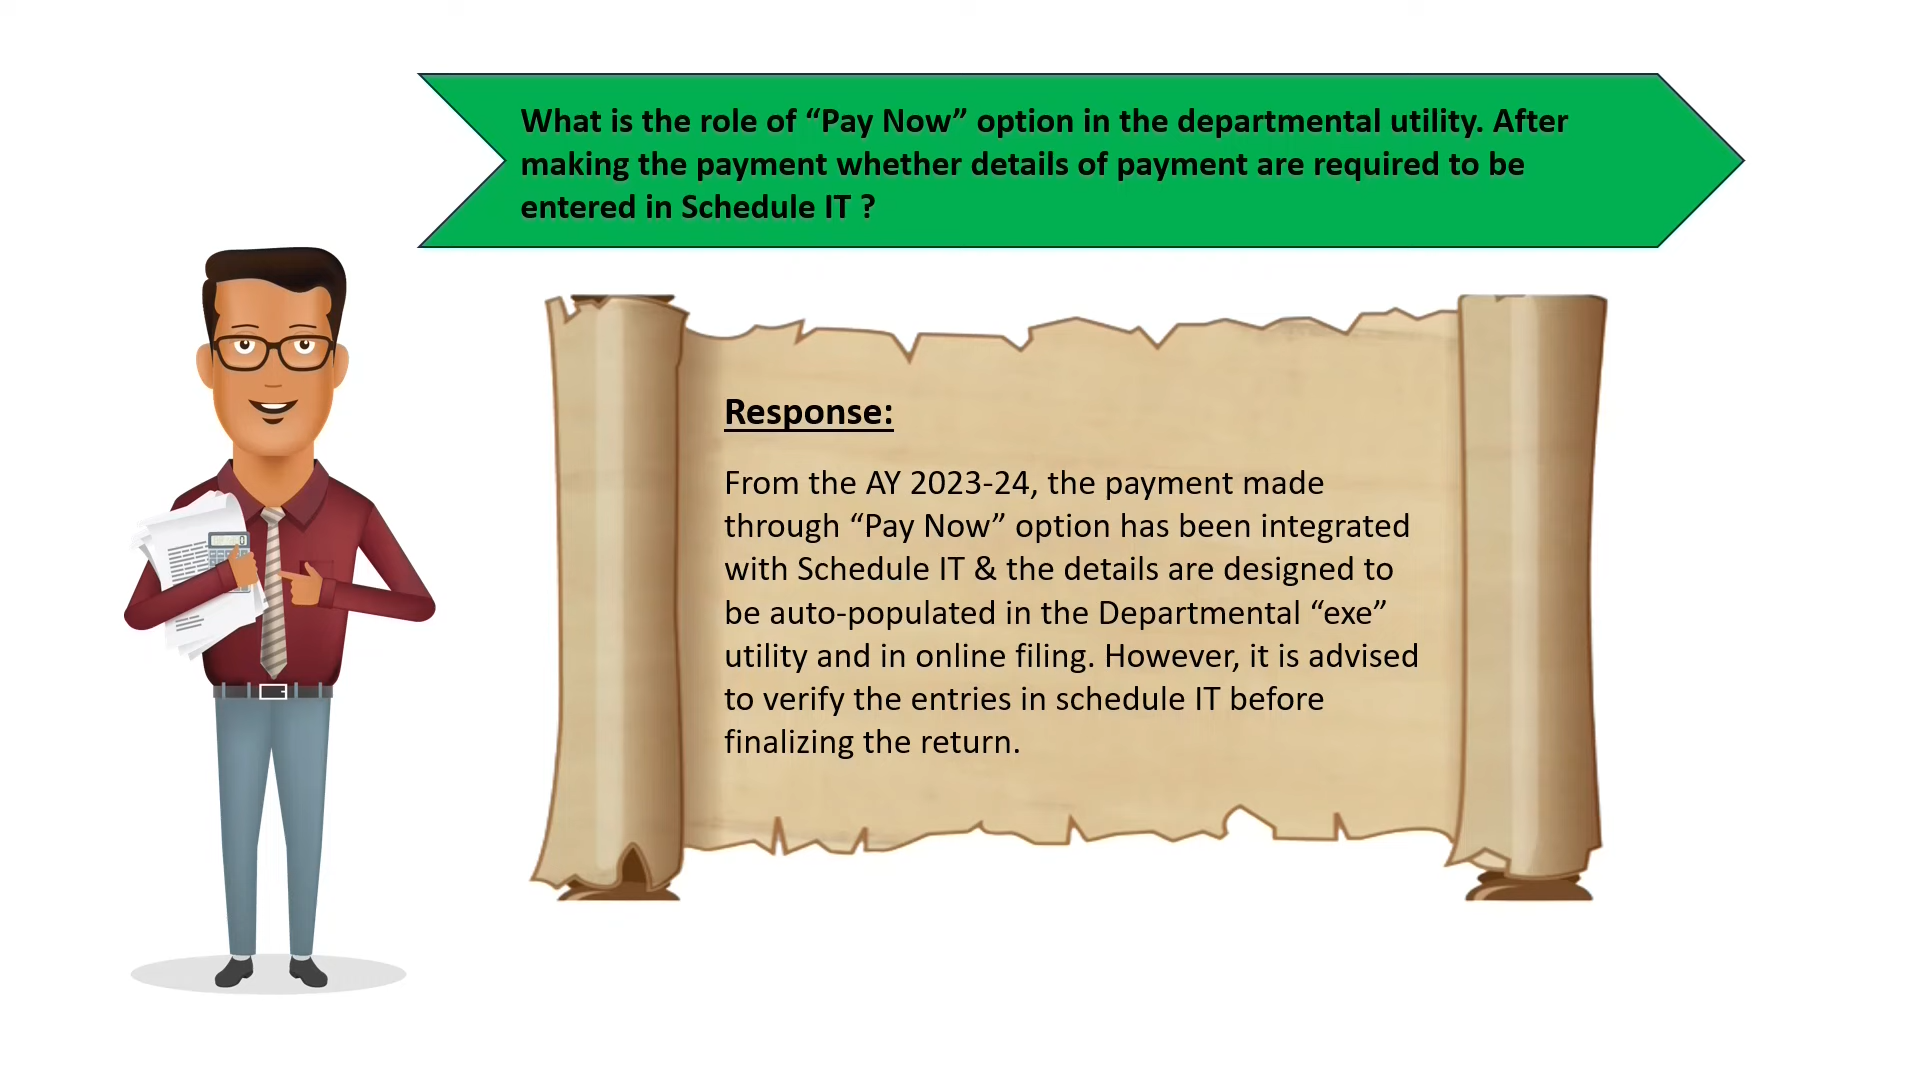 What is the role of “Pay Now” option in the departmental utility. After
making the payment whether details of payment are required to be
entered in Schedule IT ?
Response:
From the AY 2023-24, the payment made
through “Pay Now” option has been integrated
with Schedule IT & the details are designed to
be auto-populated in the Departmental “exe”
utility and in online filing. However, it is advised
to verify the entries in schedule IT before
finalizing the return.